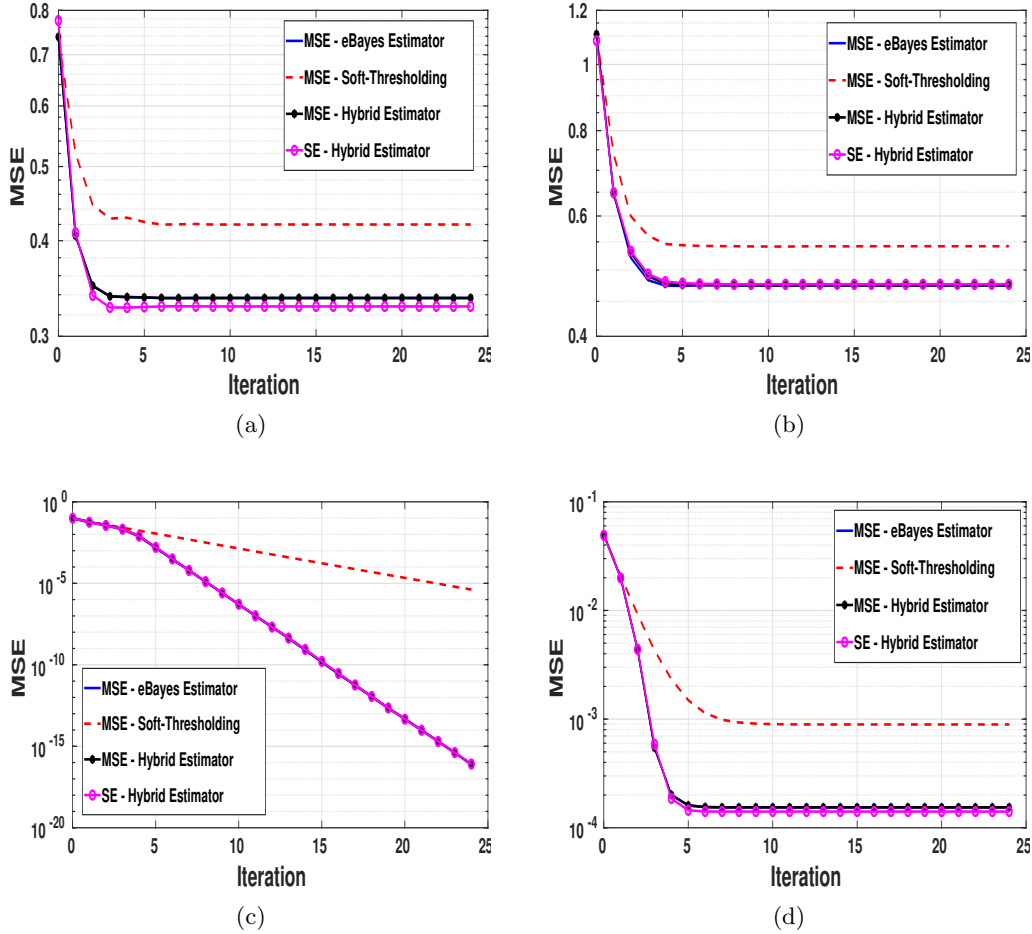 0.8
0.7
0.6
0.5
0.4
0.3
MSE
MSE - eBayes Estimator
MSE - Soft-Thresholding
MSE - Hybrid Estimator
SE - Hybrid Estimator
0 5 10 15 20 25
Iteration
(a)
1.2
1
0.8
0.6
0.4
MSE
MSE - eBayes Estimator
MSE - Soft-Thresholding
MSE - Hybrid Estimator
SE - Hybrid Estimator
0 5 10 15 20 25
Iteration
(b)
10^0
10^-5
10^-10
10^-15
10^-20
MSE
MSE - eBayes Estimator
MSE - Soft-Thresholding
MSE - Hybrid Estimator
SE - Hybrid Estimator
0 5 10 15 20 25
Iteration
(c)
10^-1
10^-2
10^-3
10^-4
MSE
MSE - eBayes Estimator
MSE - Soft-Thresholding
MSE - Hybrid Estimator
SE - Hybrid Estimator
0 5 10 15 20 25
Iteration
(d)